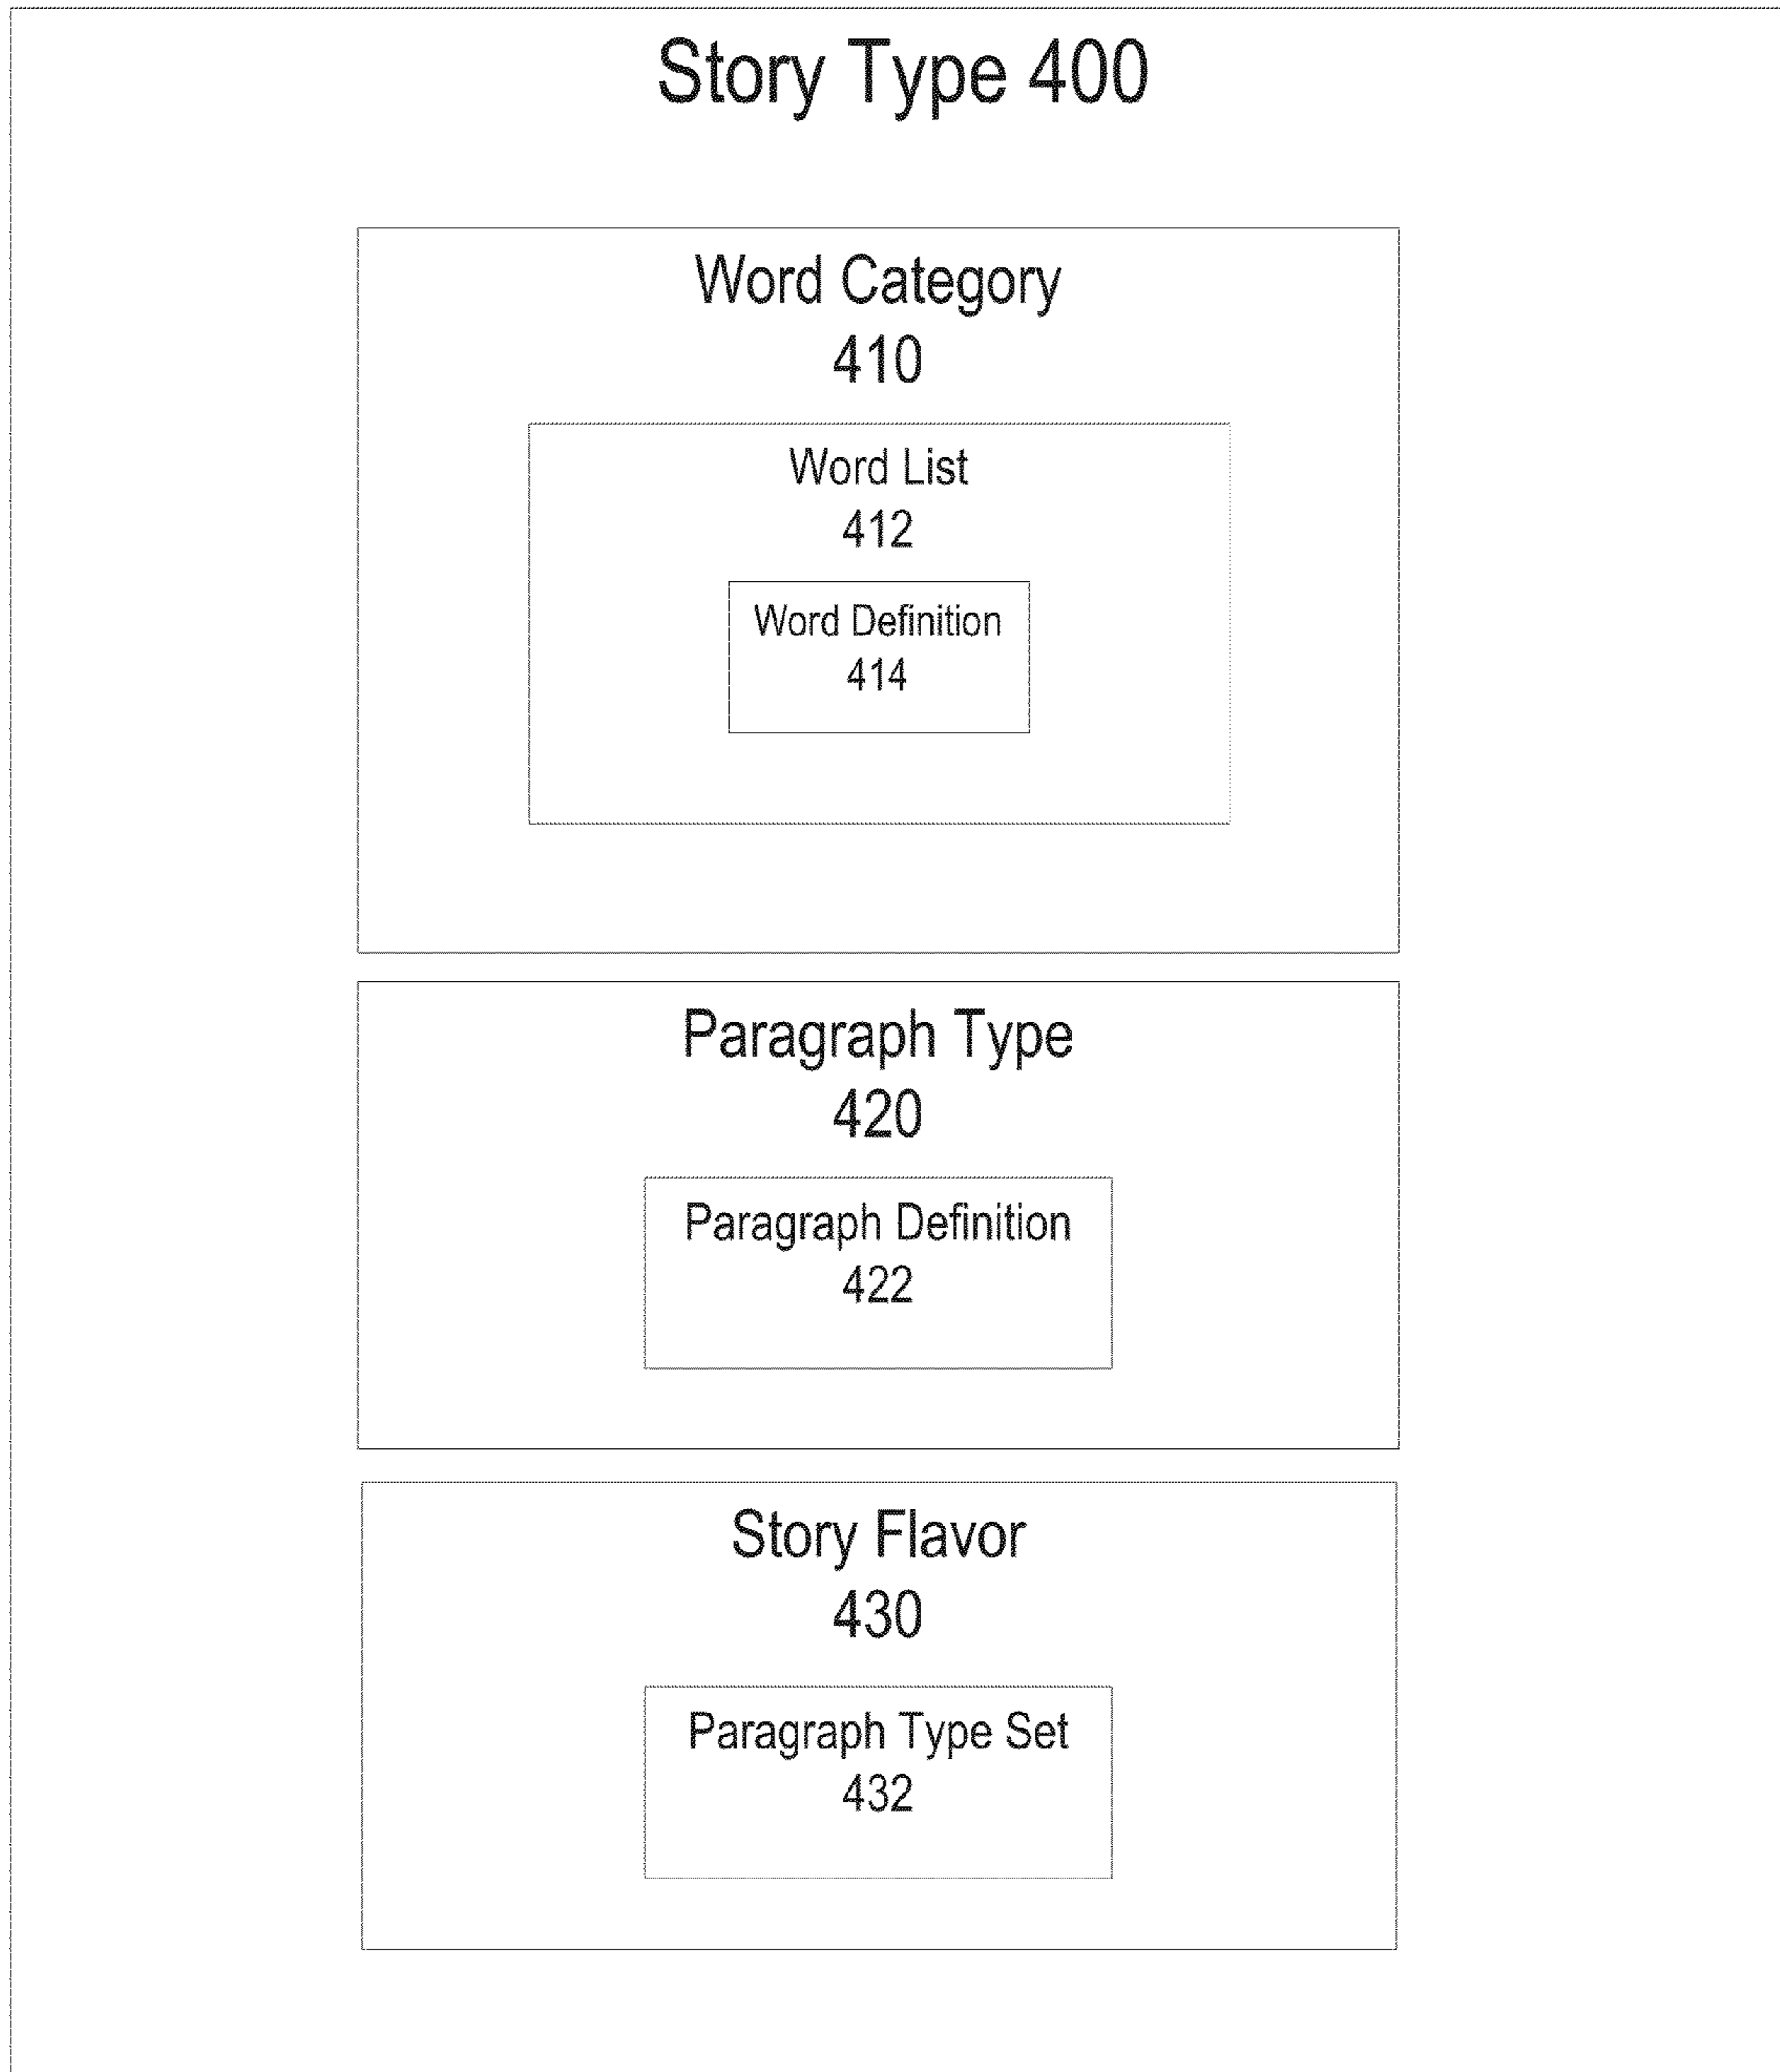 Story Type 400
Word Category
410
Word List
412
Word Definition
414
Paragraph Type
420
Paragraph Definition
422
Story Flavor
430
Paragraph Type Set
432